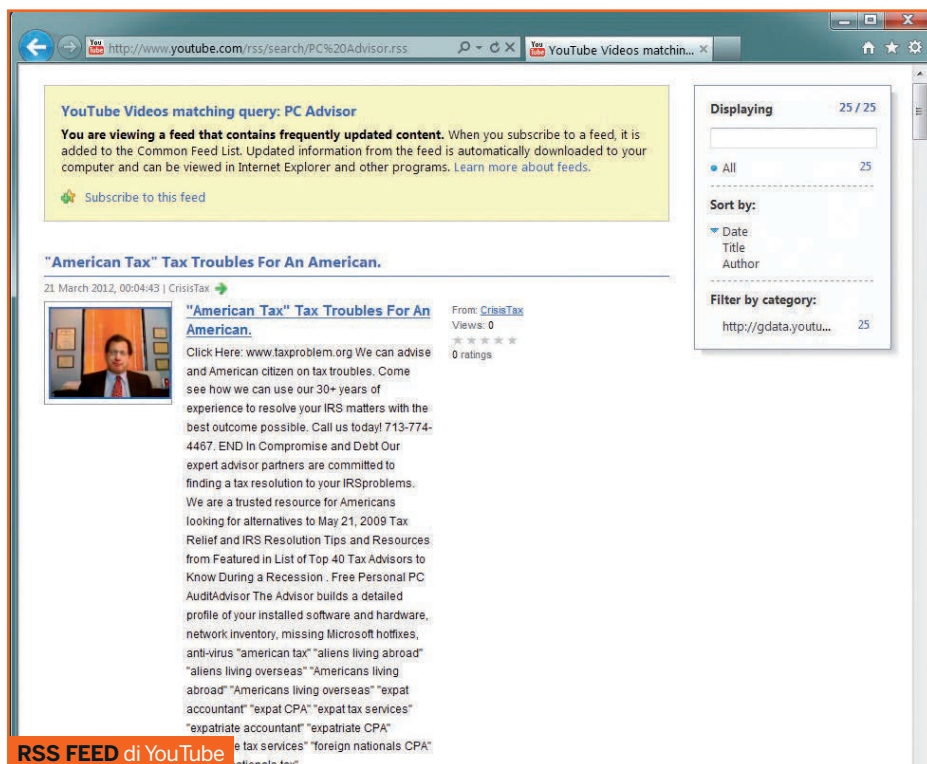 http://www.youtube.com/rss/search/PC%20Advisor.rss
YouTube Videos matchin...
YouTube Videos matching query: PC Advisor
You are viewing a feed that contains frequently updated content. When you subscribe to a feed, it is
added to the Common Feed List. Updated information from the feed is automatically downloaded to your
computer and can be viewed in Internet Explorer and other programs. Learn more about feeds.
Subscribe to this feed
Displaying 25 / 25
All 25
Sort by:
Date
Title
Author
Filter by category:
http://gdata.youtu... 25
"American Tax" Tax Troubles For An American.
21 March 2012, 00:04:43 | CrisisTax
"American Tax" Tax Troubles For An
American.
Click Here: www.taxproblem.org We can advise
and American citizen on tax troubles. Come
see how we can use our 30+ years of
experience to resolve your IRS matters with the
best outcome possible. Call us today! 713-774-
4467. END In Compromise and Debt Our
expert advisor partners are committed to
finding a tax resolution to your IRSproblems.
We are a trusted resource for Americans
looking for alternatives to May 21, 2009 Tax
Relief and IRS Resolution Tips and Resources
from Featured in List of Top 40 Tax Advisors to
Know During a Recession . Free Personal PC
AuditAdvisor The Advisor builds a detailed
profile of your installed software and hardware,
network inventory, missing Microsoft hotfixes,
anti-virus "american tax" "aliens living abroad"
"aliens living overseas" "Americans living
abroad" "Americans living overseas" "expat
accountant" "expat CPA" "expat tax services"
"expatriate accountant" "expatriate CPA"
tax services" "foreign nationals CPA"
From: CrisisTax
Views: 0
0 ratings
RSS FEED di YouTube